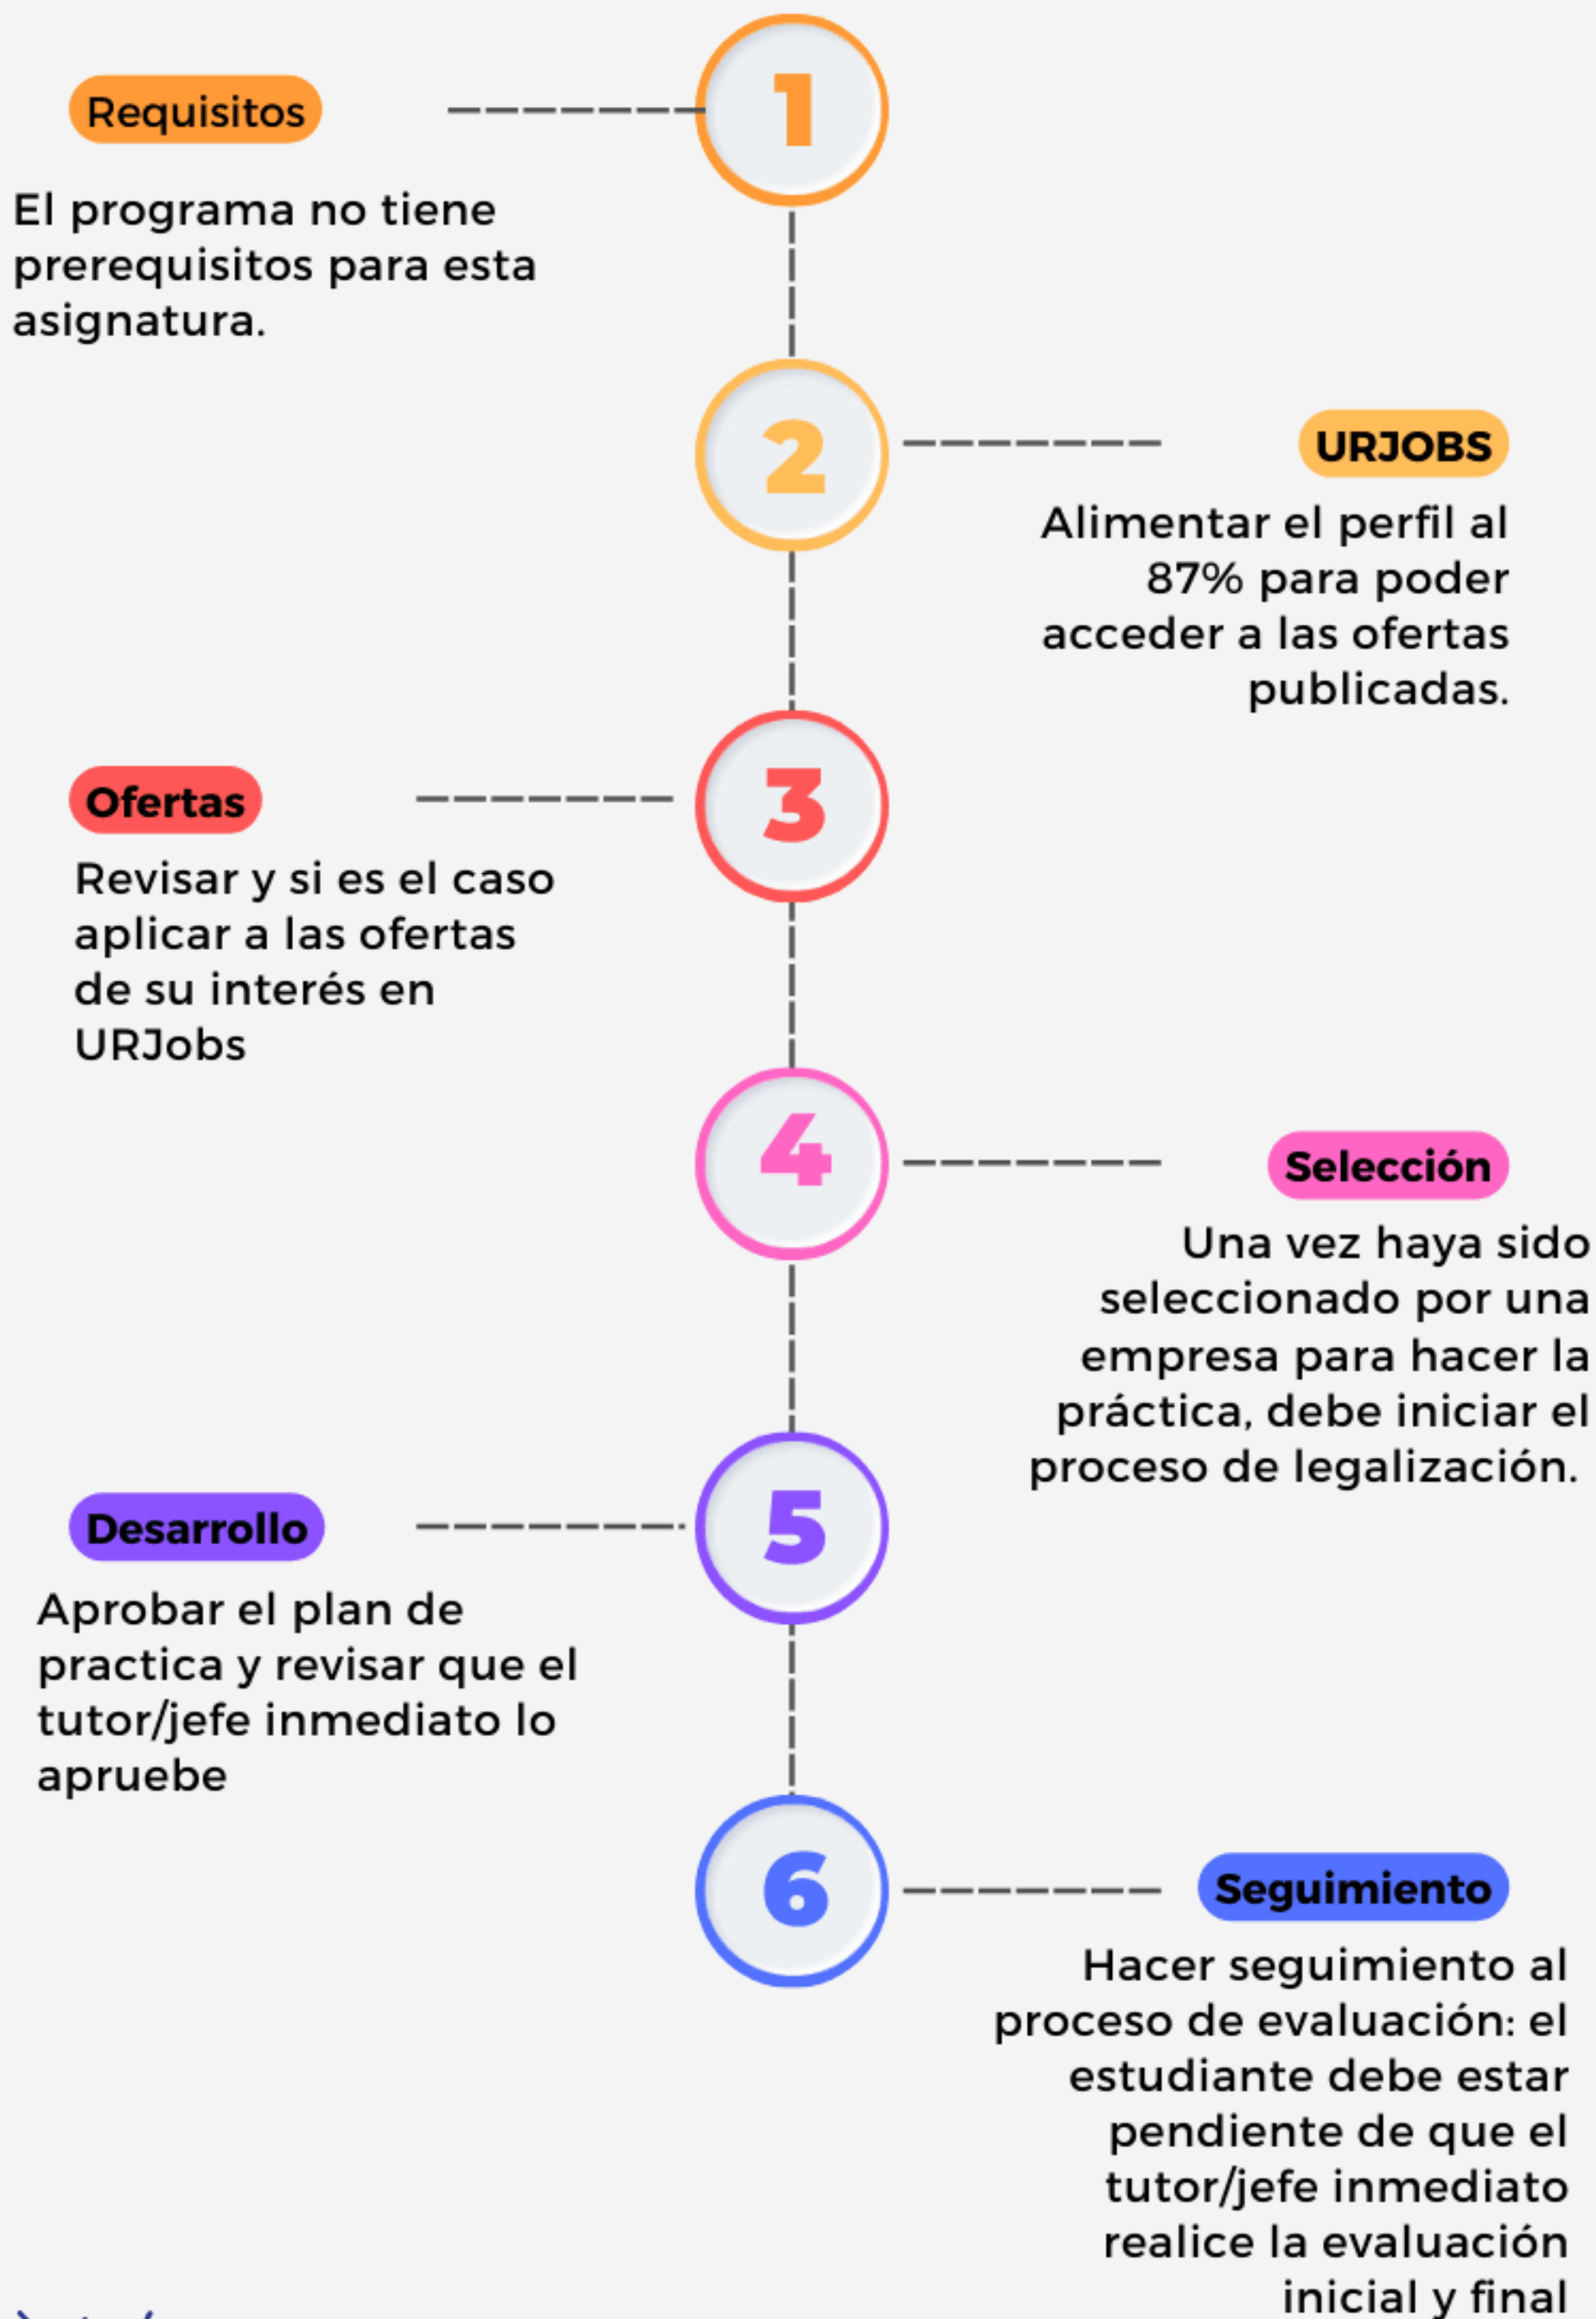 1
Requisitos
El programa no tiene
prerequisitos para esta
asignatura.
2
URJOBS
Alimentar el perfil al
87% para poder
acceder a las ofertas
publicadas.
3
Ofertas
Revisar y si es el caso
aplicar a las ofertas
de su interés en
URJobs
4
Selección
Una vez haya sido
seleccionado por una
empresa para hacer la
práctica, debe iniciar el
proceso de legalización.
5
Desarrollo
Aprobar el plan de
practica y revisar que el
tutor/jefe inmediato lo
apruebe
6
Seguimiento
Hacer seguimiento al
proceso de evaluación: el
estudiante debe estar
pendiente de que el
tutor/jefe inmediato
realice la evaluación
inicial y final